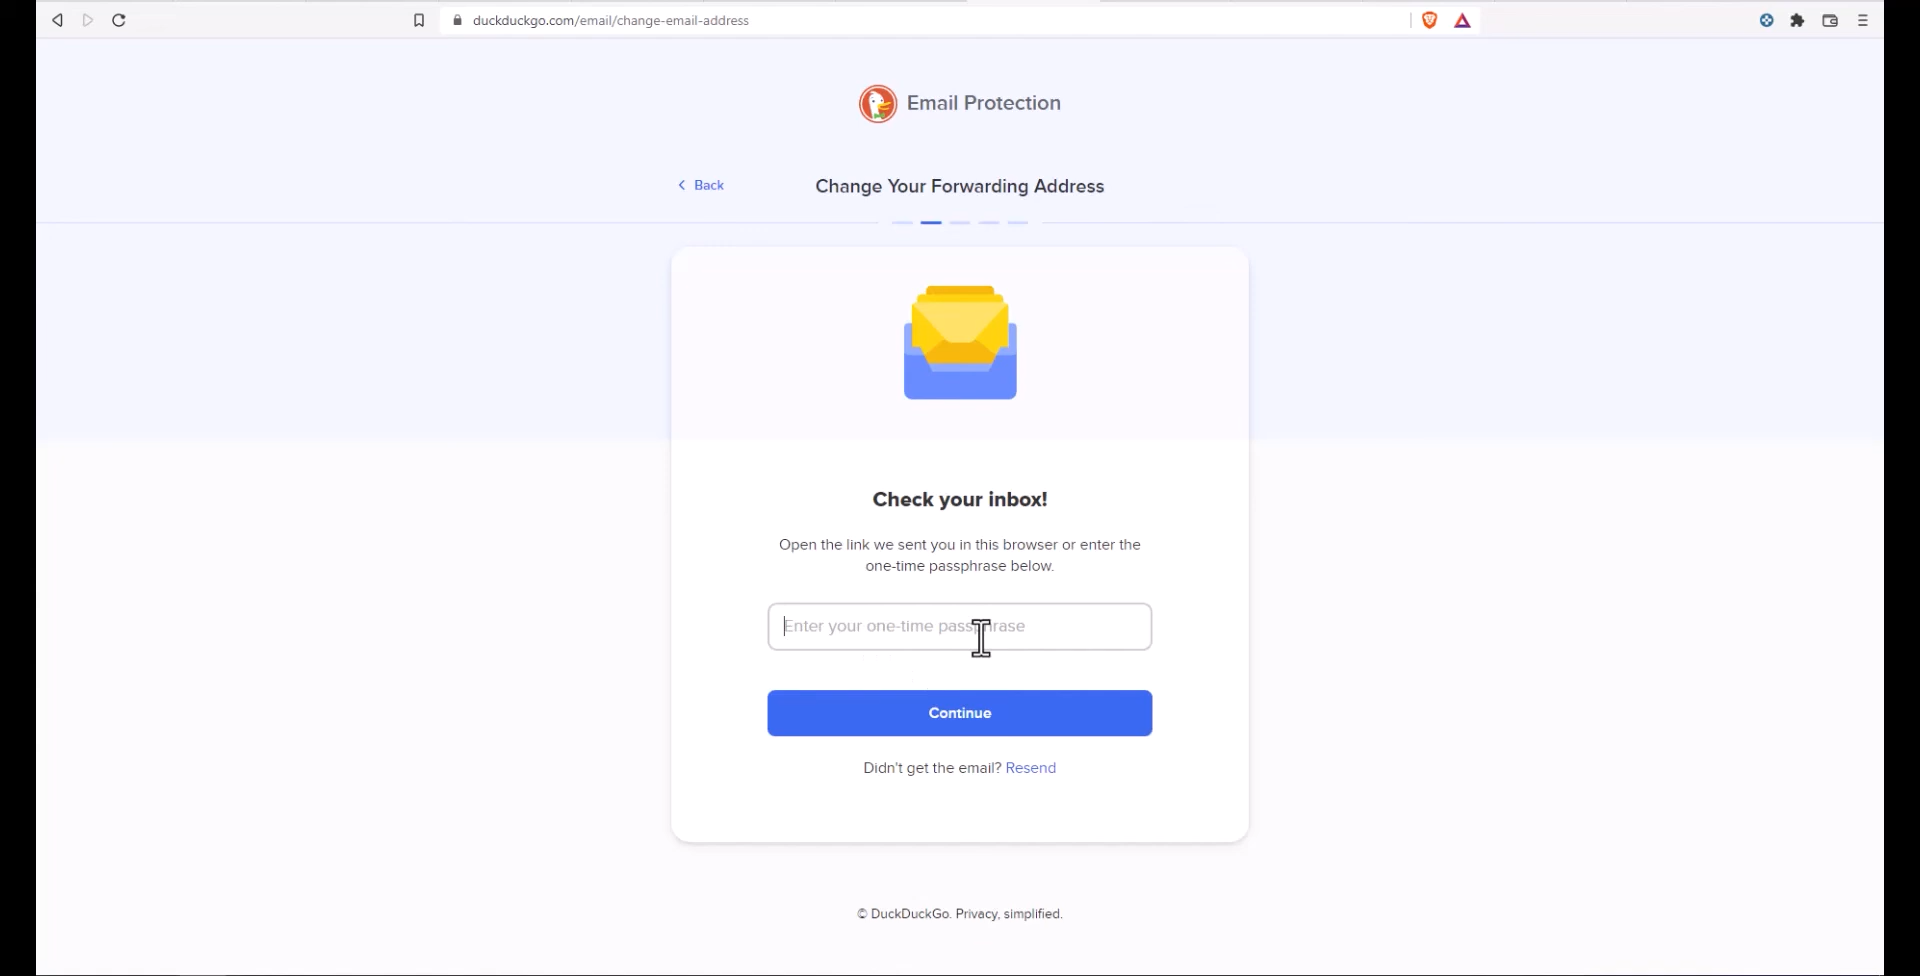 duckduckgo.com/email/change-email-address
Email Protection
Back
Change Your Forwarding Address
Check your inbox!
Open the link we sent you in this browser or enter the
one-time passphrase below.
Enter your one-time passphrase
Continue
Didn't get the email? Resend
© DuckDuckGo. Privacy, simplified.